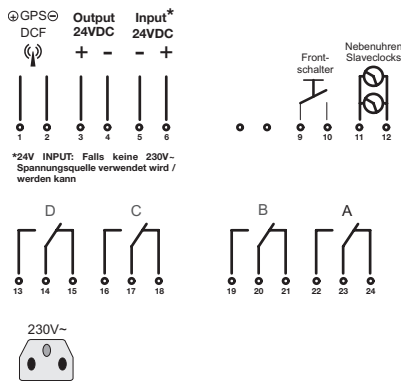 ⊕GPS⊖
DCF
Output
24VDC
+ -
Input*
24VDC
- +
Front-
schalter
Nebenuhren
Slaveclocks
1 2 3 4 5 6 9 10 11 12
*24V INPUT: Falls keine 230V~
Spannungsquelle verwendet wird /
werden kann
D C B A
13 14 15 16 17 18 19 20 21 22 23 24
230V~